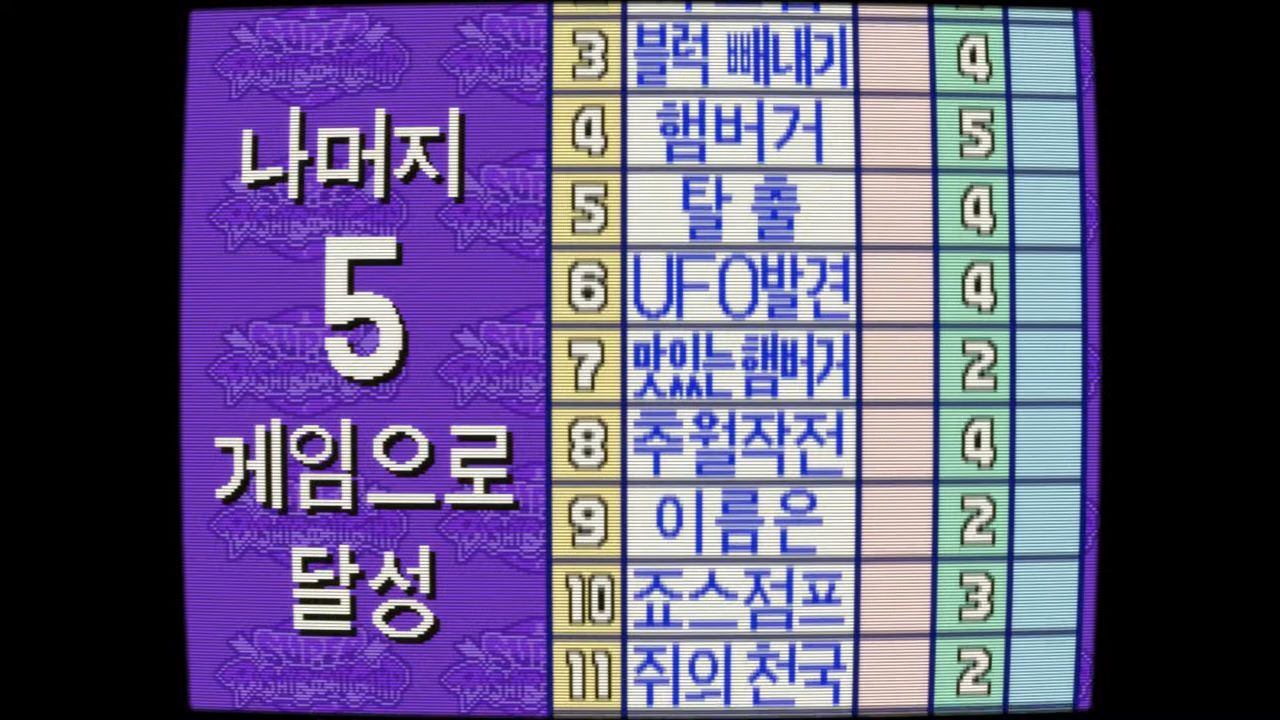 나머지
5
게임으로
달성
3 블럭 빼내기 4
4 햄버거 5
5 탈출 4
6 UFO발견 4
7 맛있는햄버거 2
8 추월작전 4
9 이름은 2
10 죠스점프 3
11 쥐의 천국 2